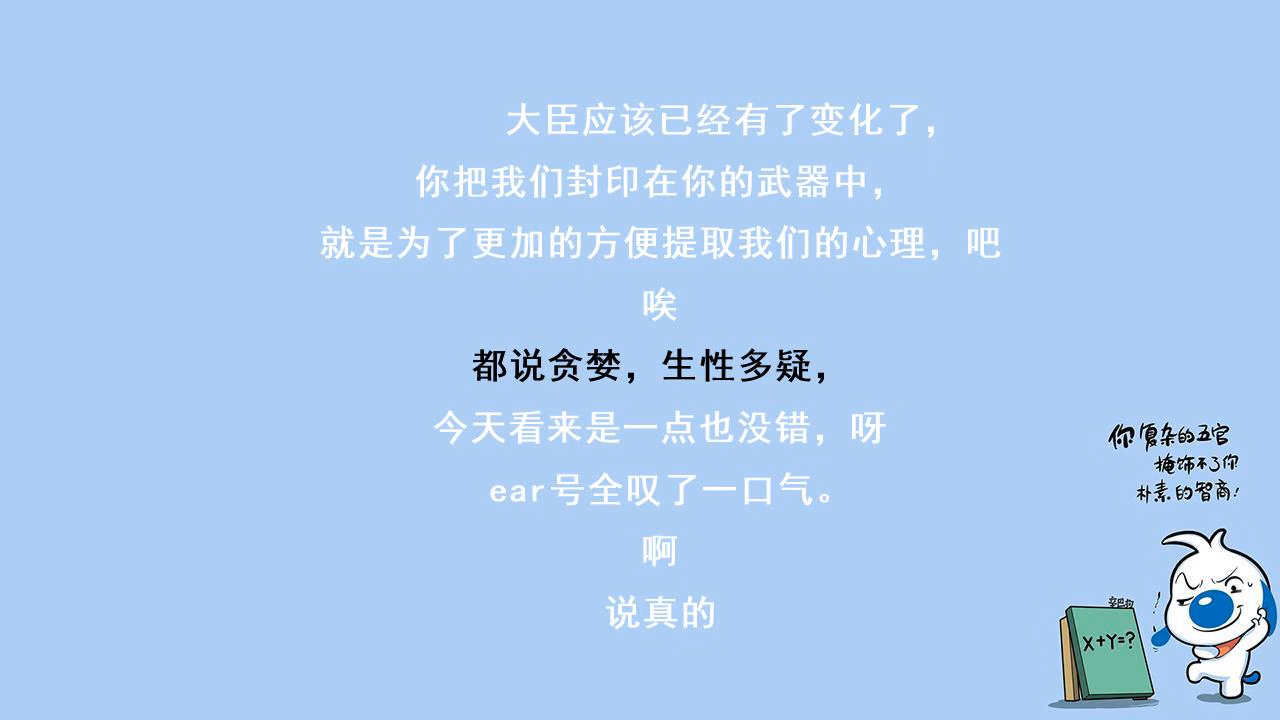 大臣应该已经有了变化了，
你把我们封印在你的武器中，
就是为了更加的方便提取我们的心理，吧
唉
都说贪婪，生性多疑，
今天看来是一点也没错，呀
ear号全叹了一口气。
啊
说真的
你复杂的五官
掩饰不了你
朴素的智商！
X+Y=?